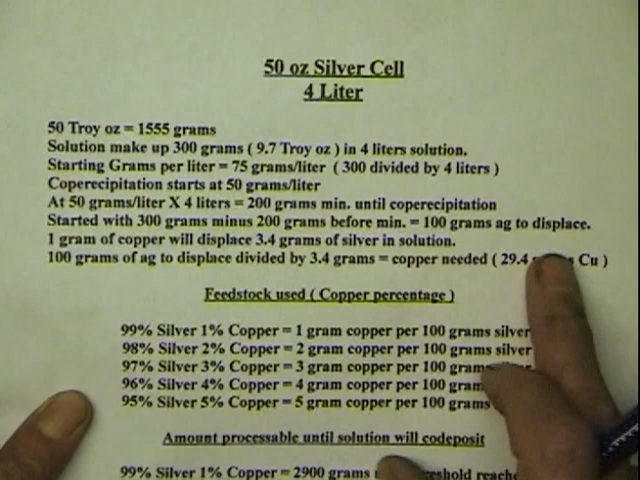 50 oz Silver Cell
4 Liter
50 Troy oz = 1555 grams
Solution make up 300 grams ( 9.7 Troy oz ) in 4 liters solution.
Starting Grams per liter = 75 grams/liter ( 300 divided by 4 liters )
Coperecipitation starts at 50 grams/liter
At 50 grams/liter X 4 liters = 200 grams min. until coperecipitation
Started with 300 grams minus 200 grams before min. = 100 grams ag to displace.
1 gram of copper will displace 3.4 grams of silver in solution.
100 grams of ag to displace divided by 3.4 grams = copper needed ( 29.4 Cu )
Feedstock used ( Copper percentage )
99% Silver 1% Copper = 1 gram copper per 100 grams silver
98% Silver 2% Copper = 2 gram copper per 100 grams silver
97% Silver 3% Copper = 3 gram copper per 100 grams
96% Silver 4% Copper = 4 gram copper per 100 grams
95% Silver 5% Copper = 5 gram copper per 100 grams
Amount processable until solution will codeposit
99% Silver 1% Copper = 2900 grams